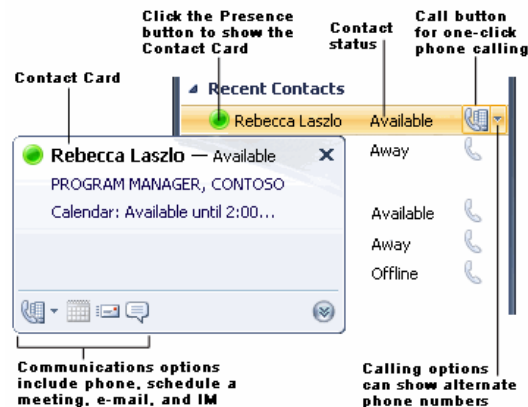 Click the Presence
button to show the
Contact Card
Contact
status
Call button
for one-click
phone calling
Contact Card
Recent Contacts
Rebecca Laszlo Available
Away
Available
Away
Offline
Rebecca Laszlo — Available
PROGRAM MANAGER, CONTOSO
Calendar: Available until 2:00...
Communications options
include phone, schedule a
meeting, e-mail, and IM
Calling options
can show alternate
phone numbers